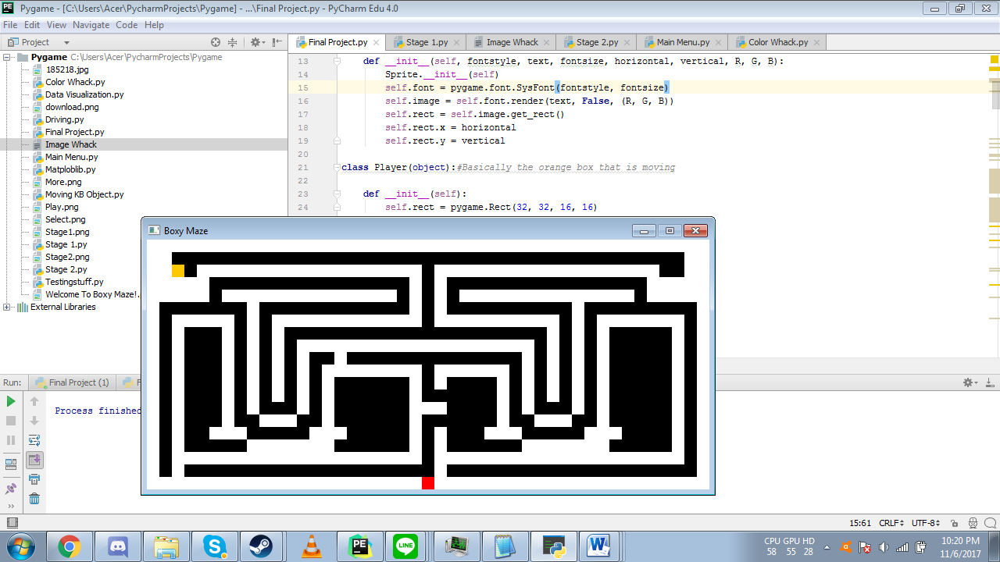 Pygame - [C:\Users\Acer\PycharmProjects\Pygame] - ...\Final Project.py - PyCharm Edu 4.0
File Edit View Navigate Code Help
Project
Final Project.py
Stage 1.py
Image Whack
Stage 2.py
Main Menu.py
Color Whack.py
Pygame C:\Users\Acer\PycharmProjects\Pygame
185218.jpg
Color Whack.py
Data Visualization.py
download.png
Driving.py
Final Project.py
Image Whack
Main Menu.py
Matploblib.py
More.png
Moving KB Object.py
Play.png
Select.png
Stage1.png
Stage 1.py
Stage2.png
Stage 2.py
Testingstuff.py
Welcome To Boxy Maze!.
External Libraries
13 def __init__(self, fontstyle, text, fontsize, horizontal, vertical, R, G, B):
14 Sprite.__init__(self)
15 self.font = pygame.font.SysFont(fontstyle, fontsize)
16 self.image = self.font.render(text, False, (R, G, B))
17 self.rect = self.image.get_rect()
18 self.rect.x = horizontal
19 self.rect.y = vertical
20
21 class Player(object):#Basically the orange box that is moving
22
23 def __init__(self):
24 self.rect = pygame.Rect(32, 32, 16, 16)
Boxy Maze
Run: Final Project (1) F
Process finished
15:61 CRLF UTF-8
PE
LINE
CPU GPU HD
58 55 28
10:20 PM
11/6/2017